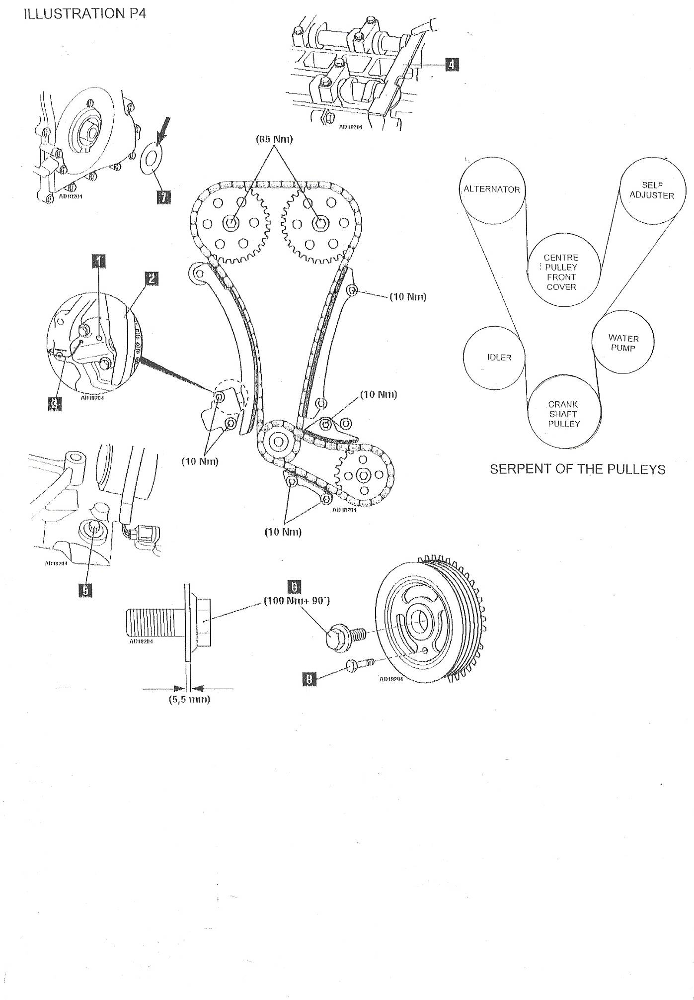 ILLUSTRATION P4
4
AD18204
7
AD18204
(65 Nm)
ALTERNATOR
SELF
ADJUSTER
CENTRE
PULLEY
FRONT
COVER
1
2
3
AD18204
(10 Nm)
(10 Nm)
(10 Nm)
(10 Nm)
AD18204
IDLER
WATER
PUMP
CRANK
SHAFT
PULLEY
SERPENT OF THE PULLEYS
AD18204
5
6
(100 Nm+ 90°)
AD18204
(5,5 mm)
8
AD18204